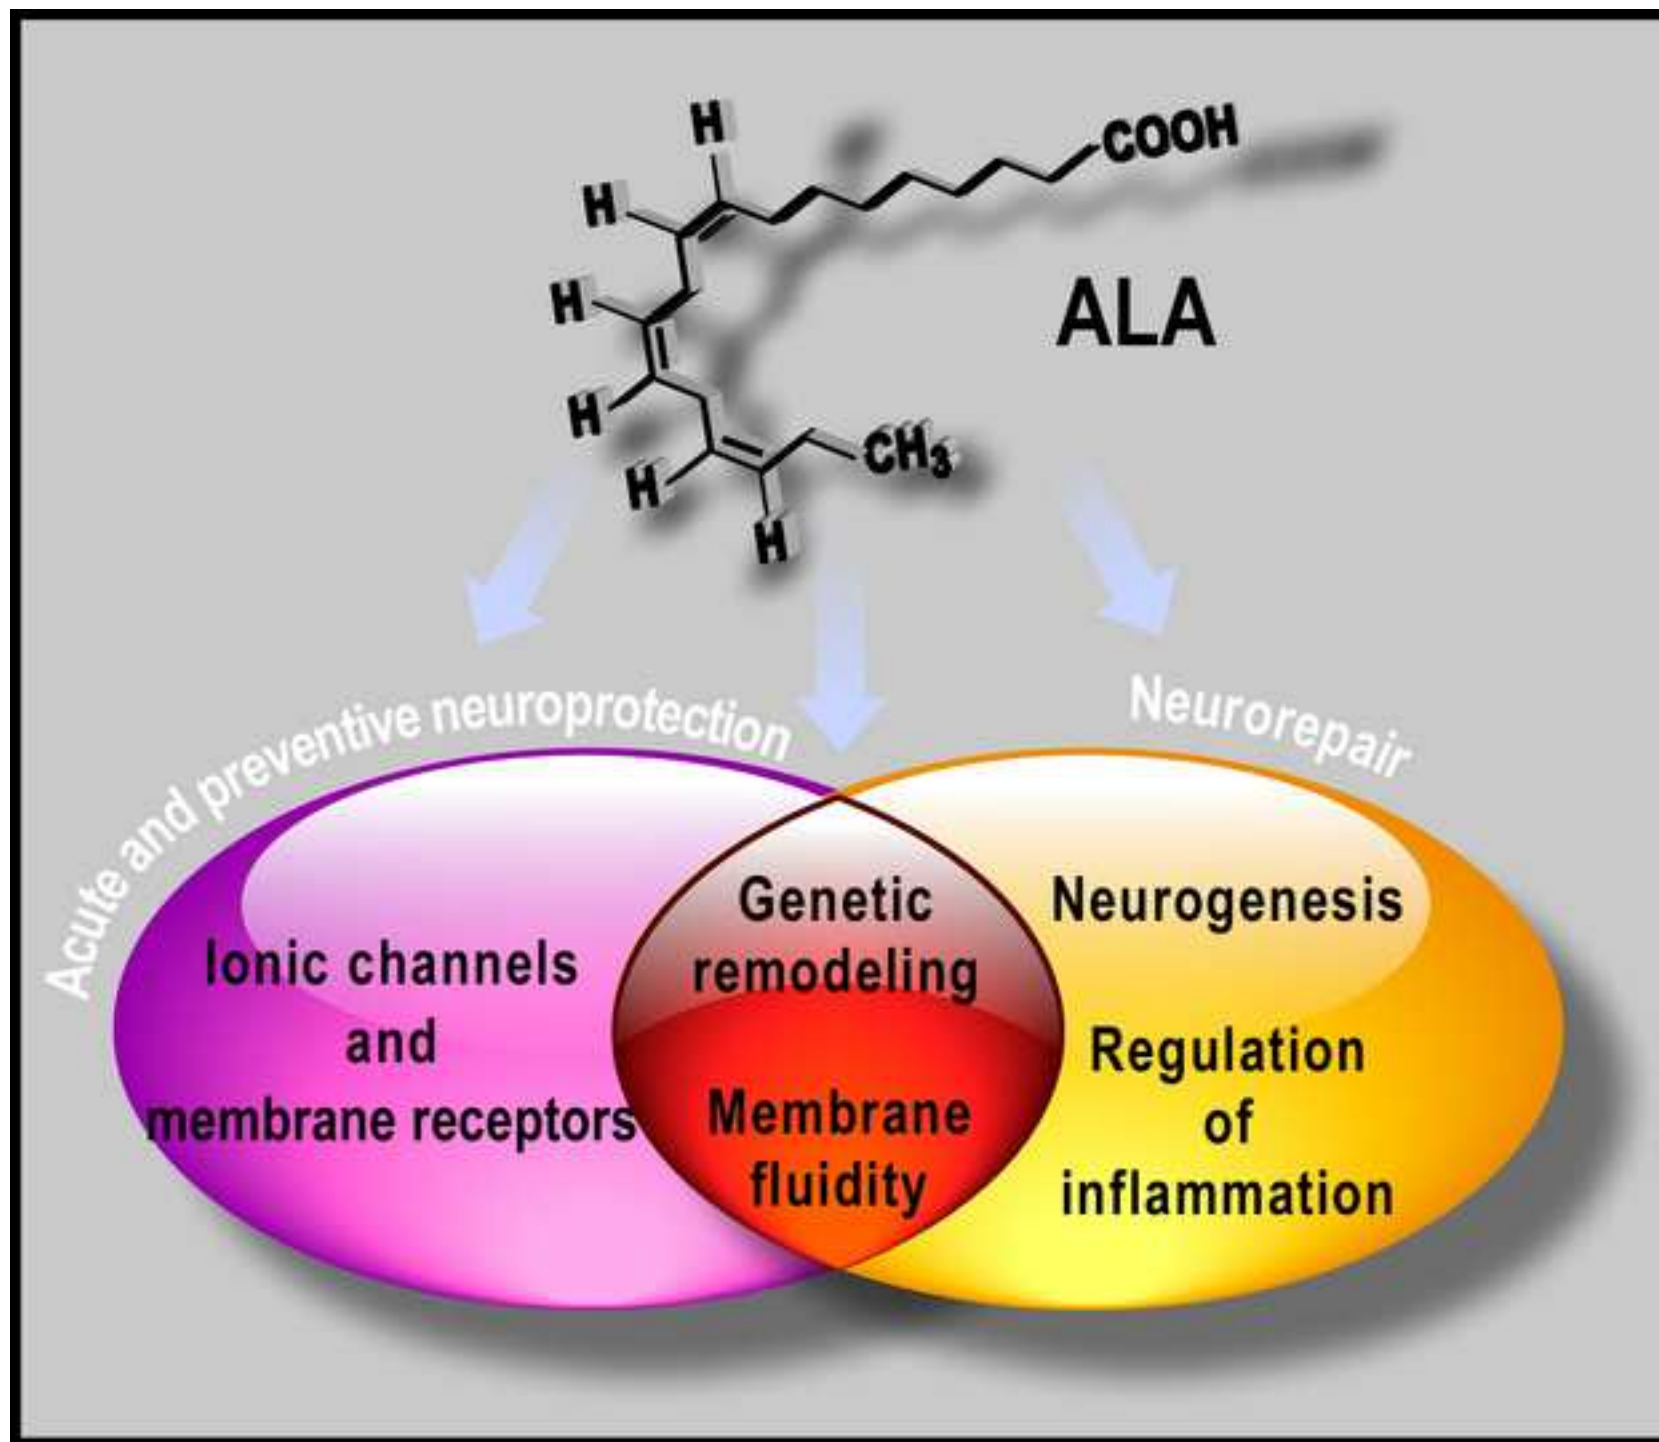 H
COOH
H
H
ALA
H
CH3
H
H
Acute and preventive neuroprotection
Neurorepair
Ionic channels
and
membrane receptors
Genetic
remodeling
Membrane
fluidity
Neurogenesis
Regulation
of
inflammation